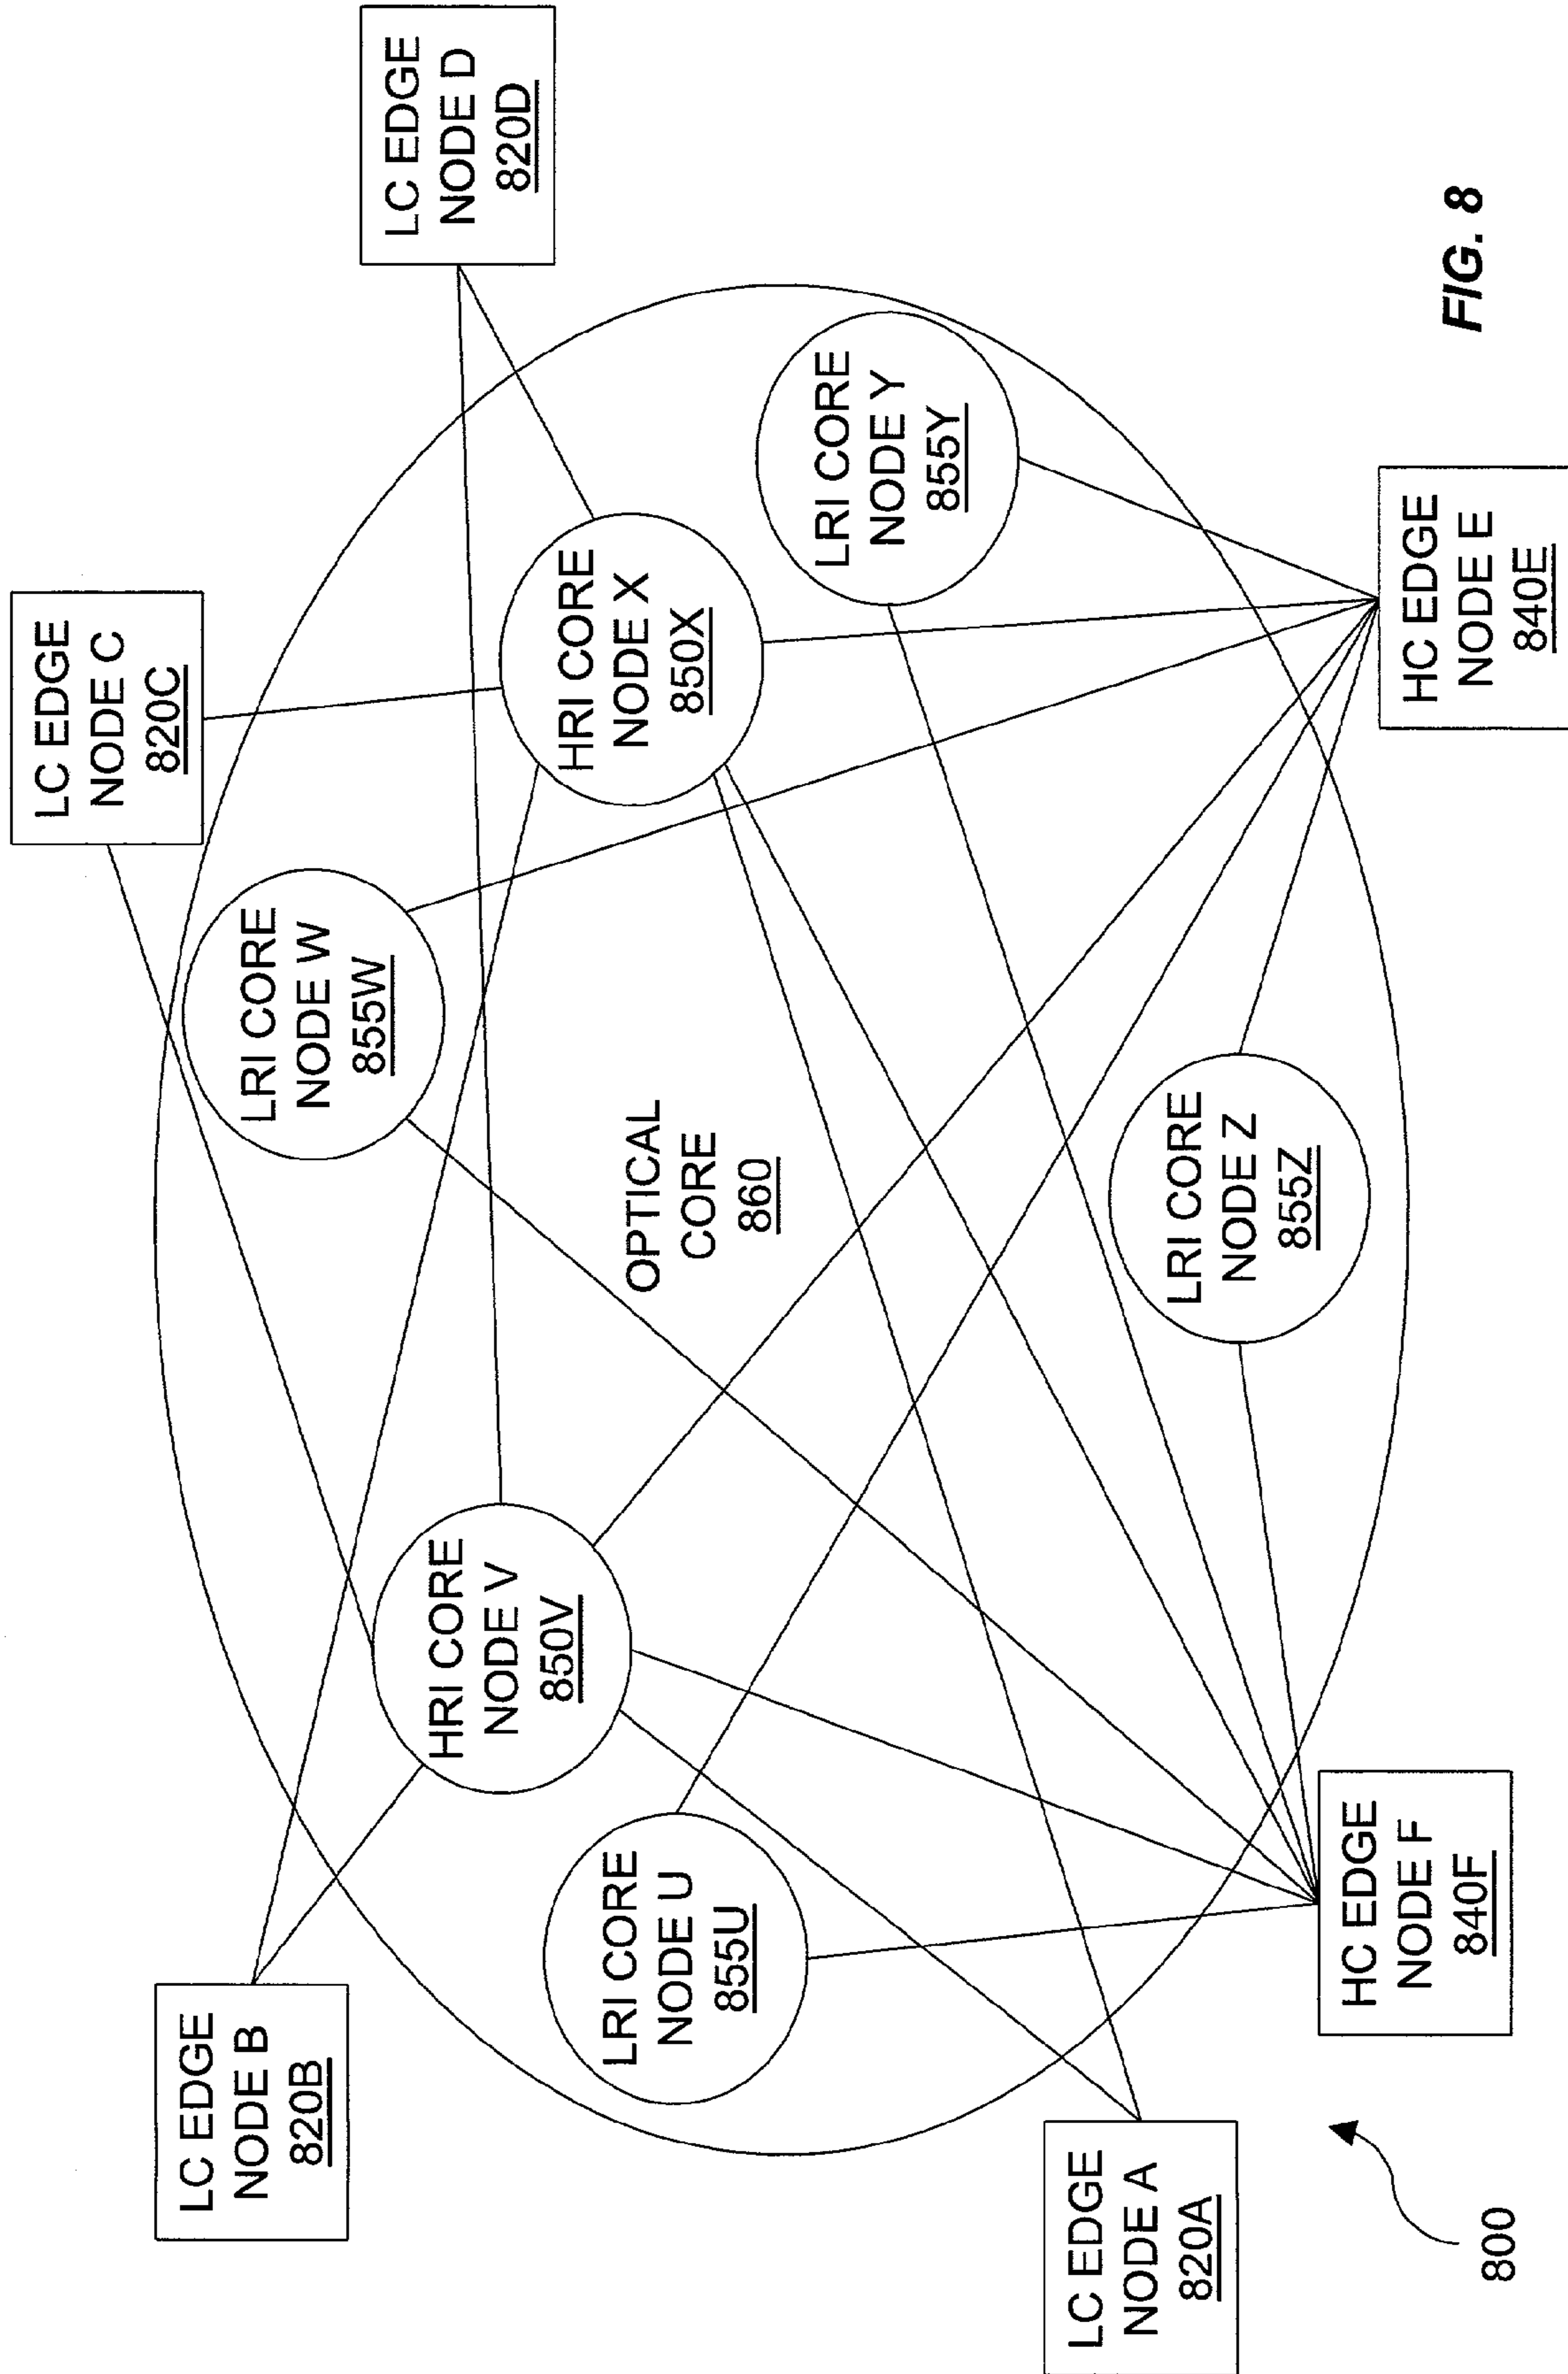 LC EDGE
NODE B
820B
LC EDGE
NODE C
820C
LC EDGE
NODE D
820D
LRI CORE
NODE W
855W
HRI CORE
NODE V
850V
HRI CORE
NODE X
850X
LRI CORE
NODE U
855U
OPTICAL
CORE
860
LRI CORE
NODE Y
855Y
LRI CORE
NODE Z
855Z
LC EDGE
NODE A
820A
HC EDGE
NODE F
840F
HC EDGE
NODE E
840E
800
FIG. 8